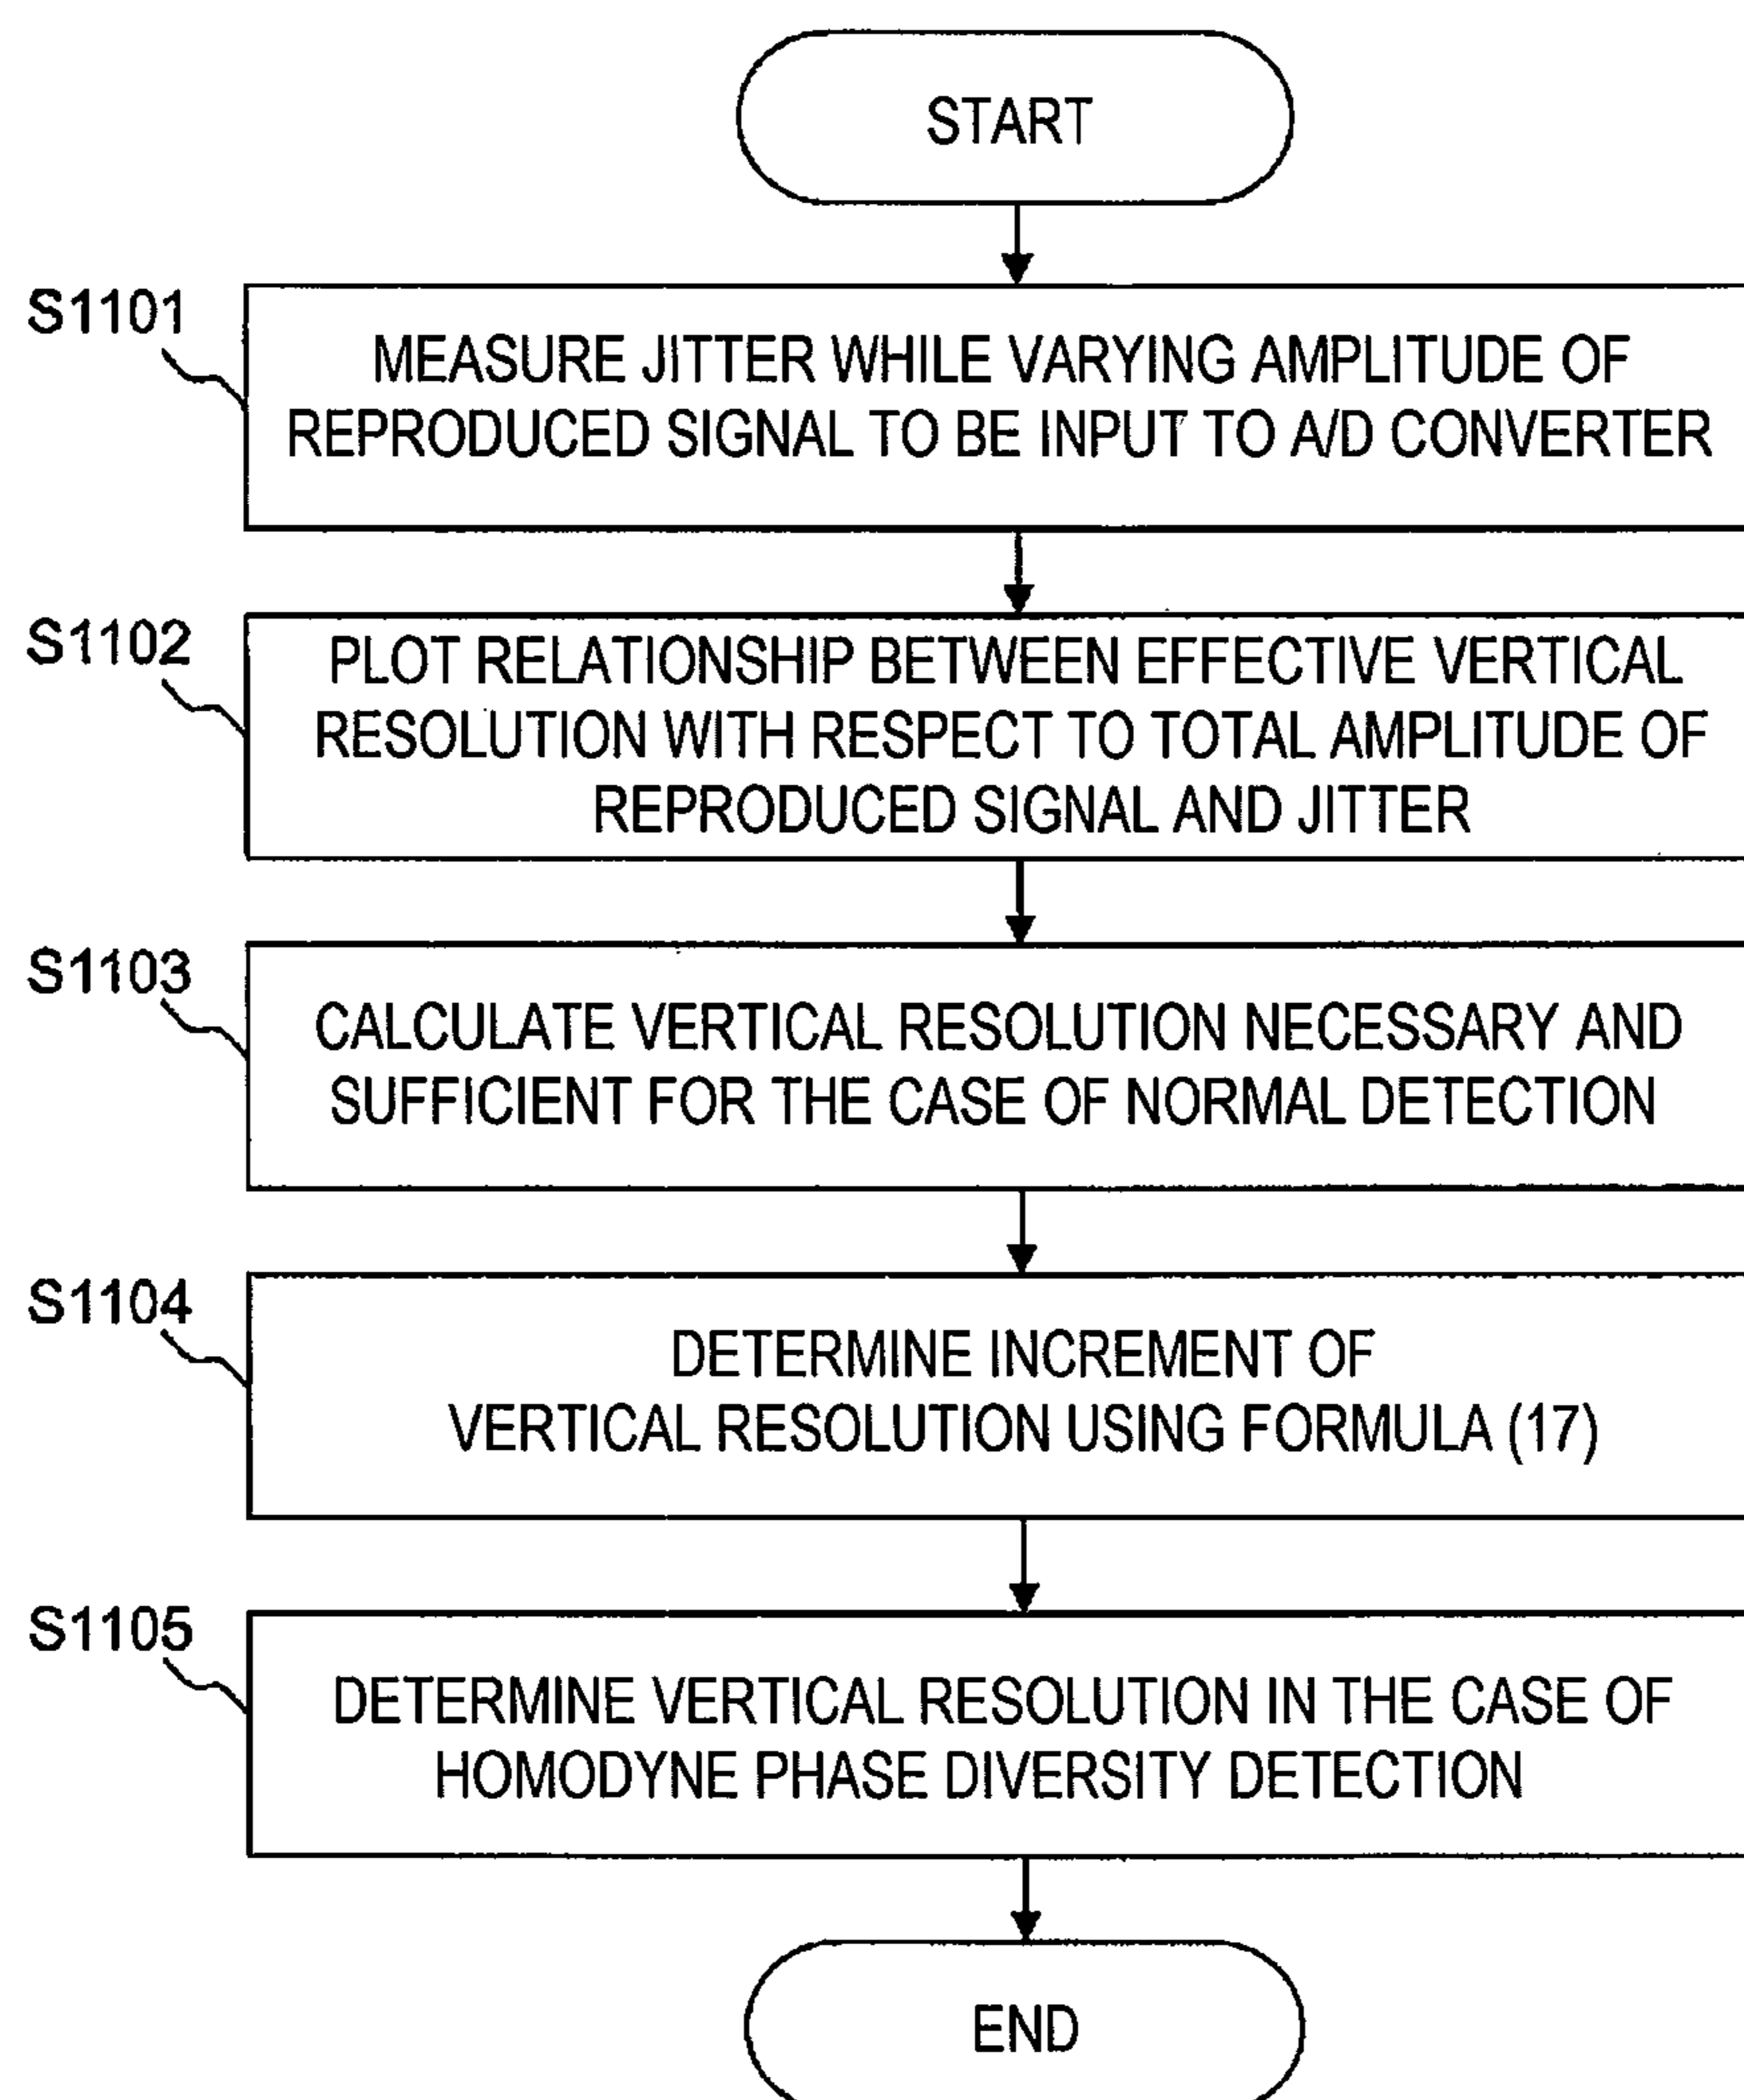 START
S1101
MEASURE JITTER WHILE VARYING AMPLITUDE OF
REPRODUCED SIGNAL TO BE INPUT TO A/D CONVERTER
S1102
PLOT RELATIONSHIP BETWEEN EFFECTIVE VERTICAL
RESOLUTION WITH RESPECT TO TOTAL AMPLITUDE OF
REPRODUCED SIGNAL AND JITTER
S1103
CALCULATE VERTICAL RESOLUTION NECESSARY AND
SUFFICIENT FOR THE CASE OF NORMAL DETECTION
S1104
DETERMINE INCREMENT OF
VERTICAL RESOLUTION USING FORMULA (17)
S1105
DETERMINE VERTICAL RESOLUTION IN THE CASE OF
HOMODYNE PHASE DIVERSITY DETECTION
END